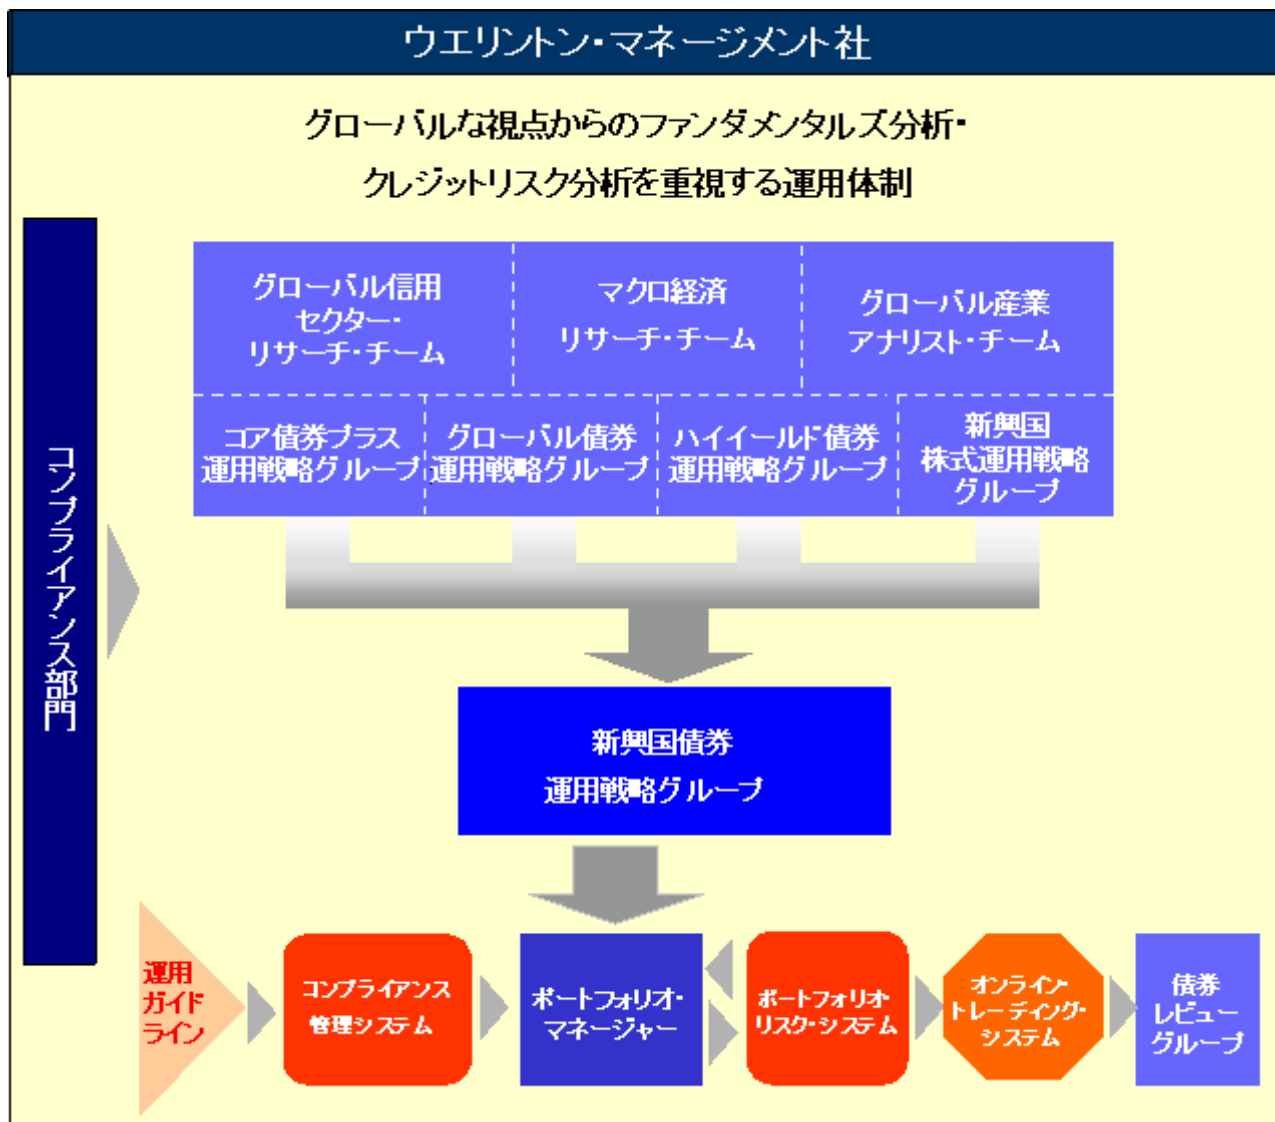 ウエリントン・マネージメント社
グローバルな視点からのファンダメンタルズ分析・
クレジットリスク分析を重視する運用体制
コンプライアンス部門
グローバル信用
セクター・
リサーチ・チーム
マクロ経済
リサーチ・チーム
グローバル産業
アナリスト・チーム
コア債券プラス
運用戦略グループ
グローバル債券
運用戦略グループ
ハイイールド債券
運用戦略グループ
新興国
株式運用戦略
グループ
新興国債券
運用戦略グループ
運用
ガイド
ライン
コンプライアンス
管理システム
ポートフォリオ・
マネージャー
ポートフォリオ
リスク・システム
オンライン・
トレーディング・
システム
債券
レビュー
グループ